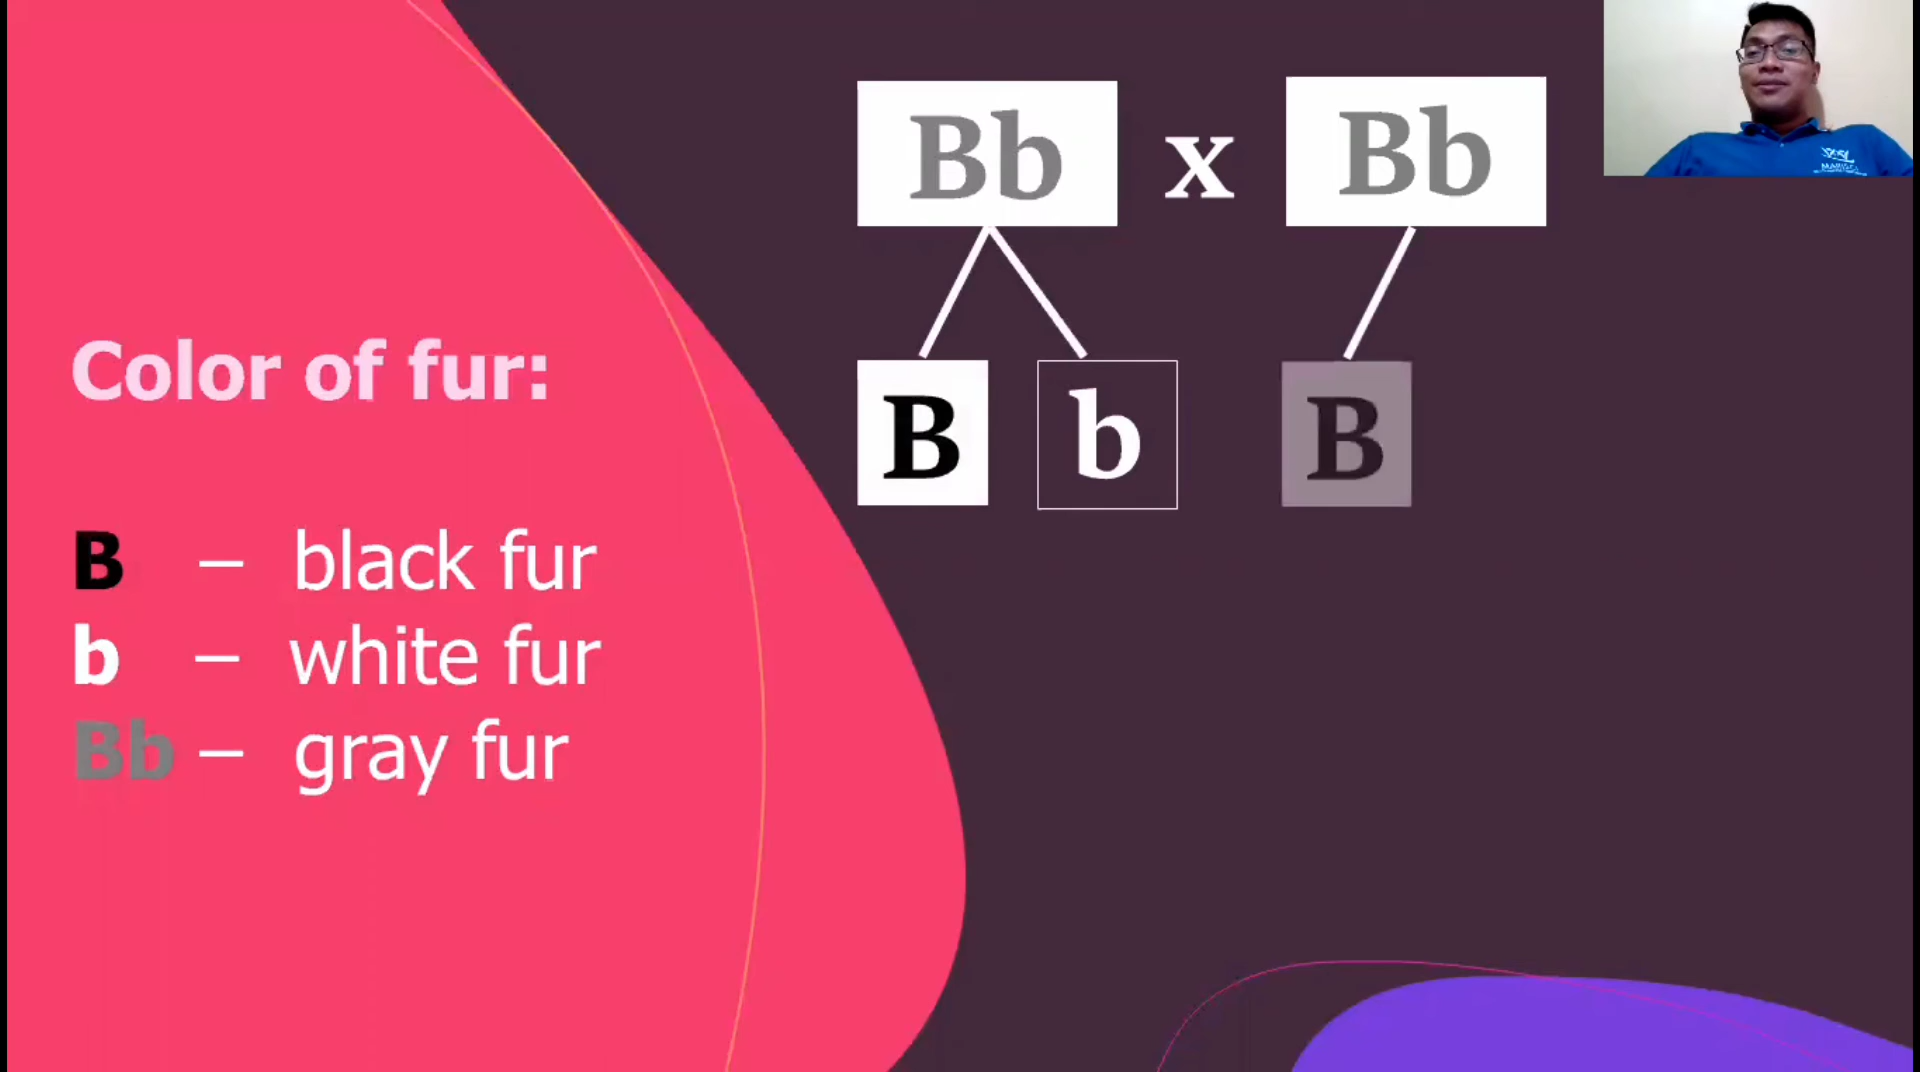 Bb x Bb
B b B
Color of fur:
B – black fur
b – white fur
Bb – gray fur